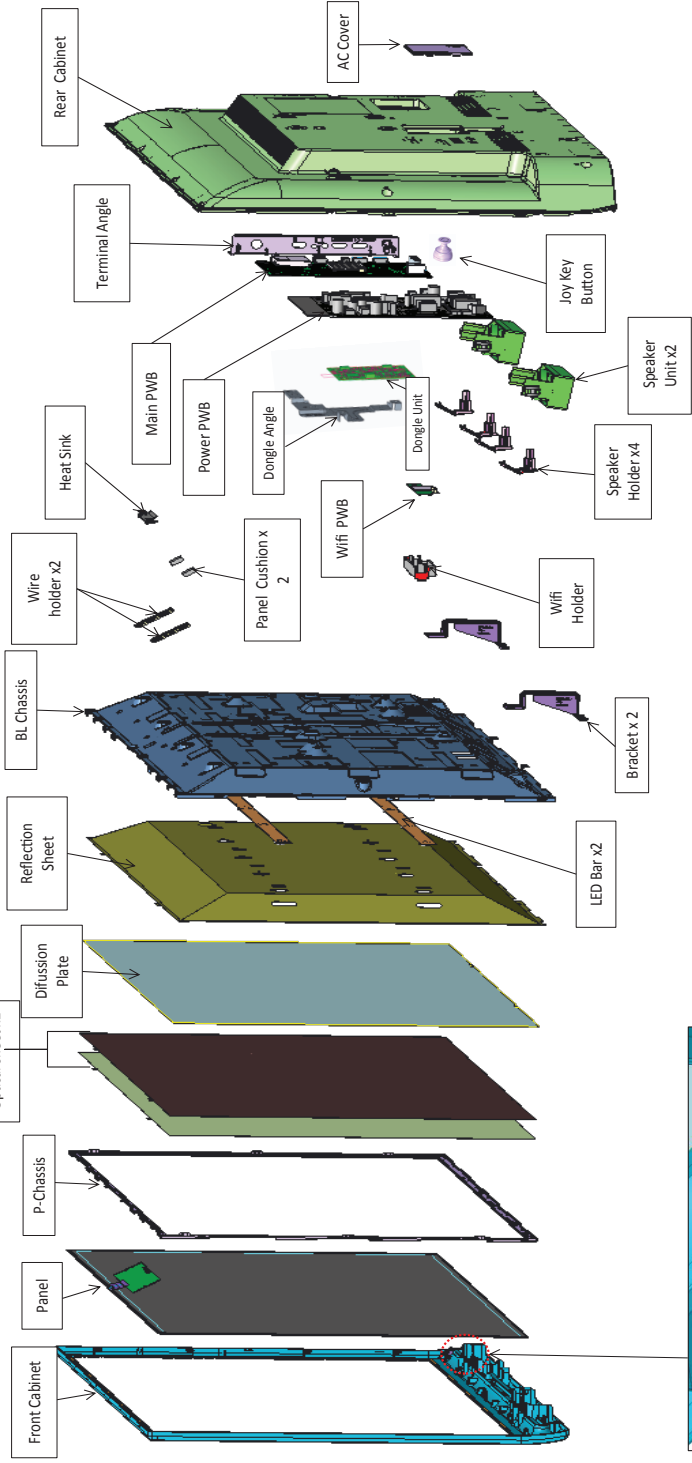 Front Cabinet
Panel
P-Chassis
Difussion
Plate
Reflection
Sheet
BL Chassis
Wire
holder x2
Heat Sink
Panel Cushion x
2
Main PWB
Power PWB
Terminal Angle
Rear Cabinet
AC Cover
Dongle Angle
Dongle Unit
Wifi PWB
Wifi
Holder
Joy Key
Button
Speaker
Unit x2
Speaker
Holder x4
Bracket x 2
LED Bar x2